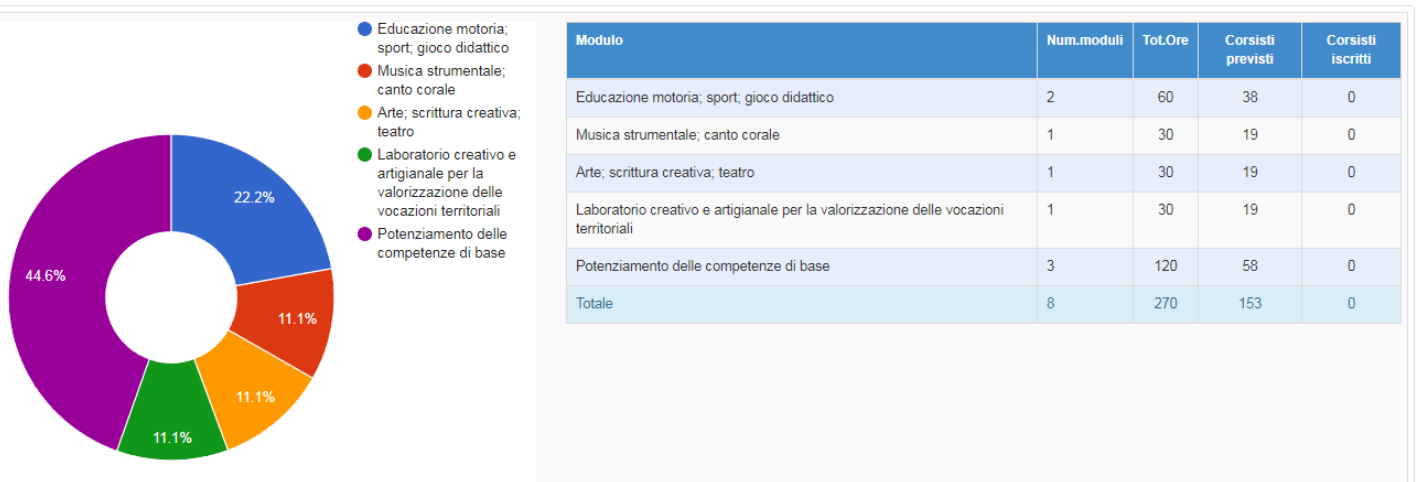 Educazione motoria;
sport; gioco didattico
Musica strumentale;
canto corale
Arte; scrittura creativa;
teatro
Laboratorio creativo e
artigianale per la
valorizzazione delle
vocazioni territoriali
Potenziamento delle
competenze di base
22.2%
44.6%
11.1%
11.1%
11.1%
Modulo Num.moduli Tot.Ore Corsisti previsti Corsisti iscritti
Educazione motoria; sport; gioco didattico 2 60 38 0
Musica strumentale; canto corale 1 30 19 0
Arte; scrittura creativa; teatro 1 30 19 0
Laboratorio creativo e artigianale per la valorizzazione delle vocazioni 1 30 19 0
territoriali
Potenziamento delle competenze di base 3 120 58 0
Totale 8 270 153 0